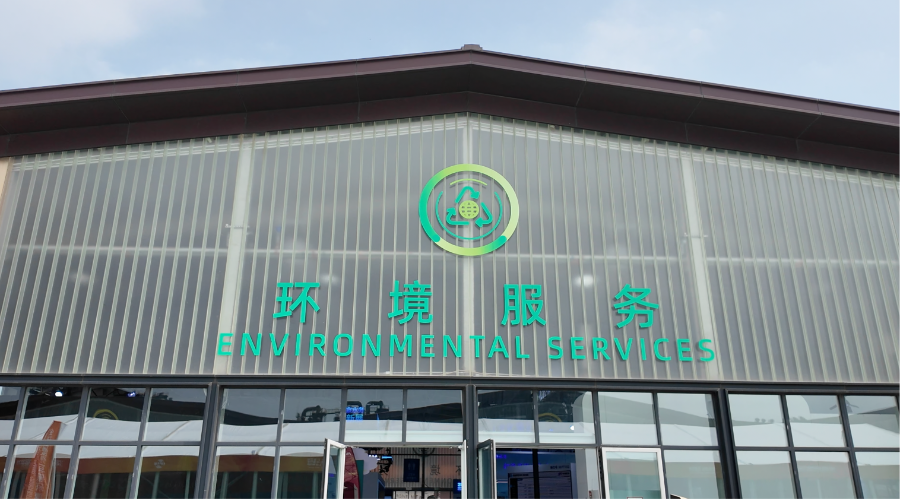 环境服务
ENVIRONMENTAL SERVICES